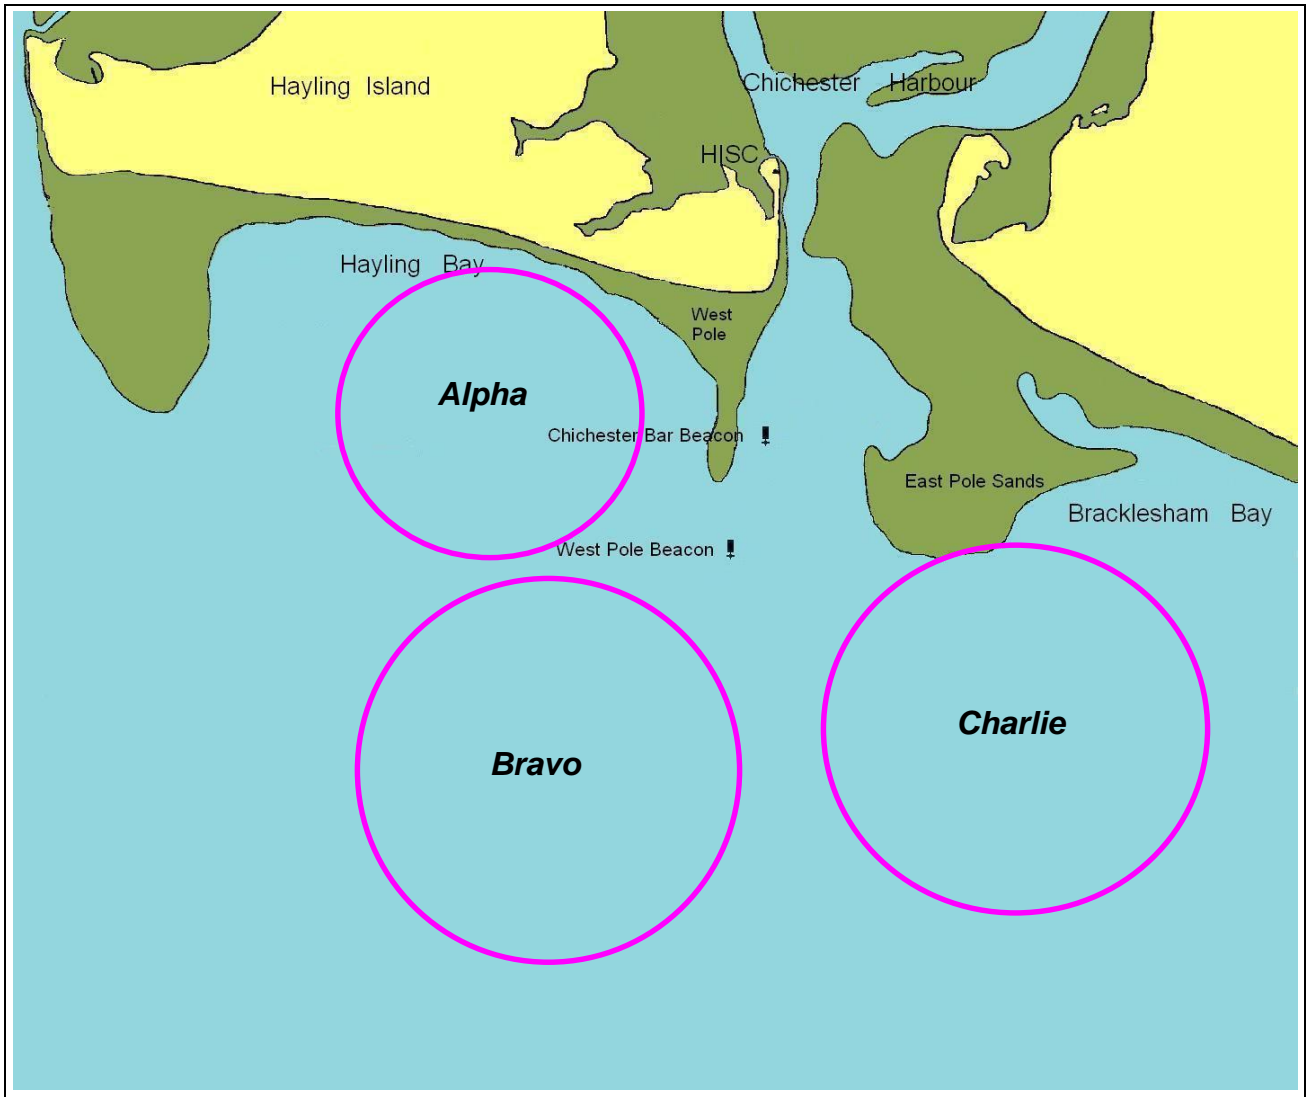 Hayling Island
Chichester Harbour
HISC
Hayling Bay
West
Pole
Alpha
Chichester Bar Beacon
East Pole Sands
Bracklesham Bay
West Pole Beacon
Charlie
Bravo